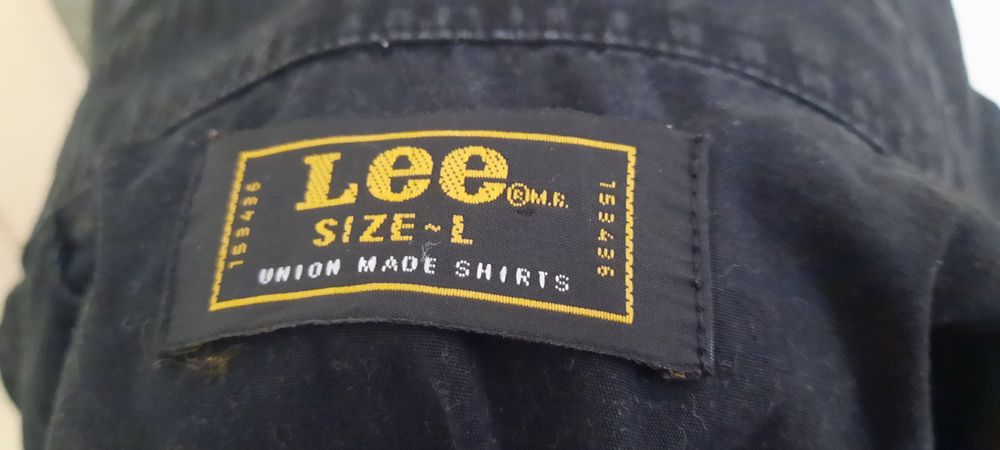 153436
Lee ® M.R.
SIZE~L
UNION MADE SHIRTS
153436